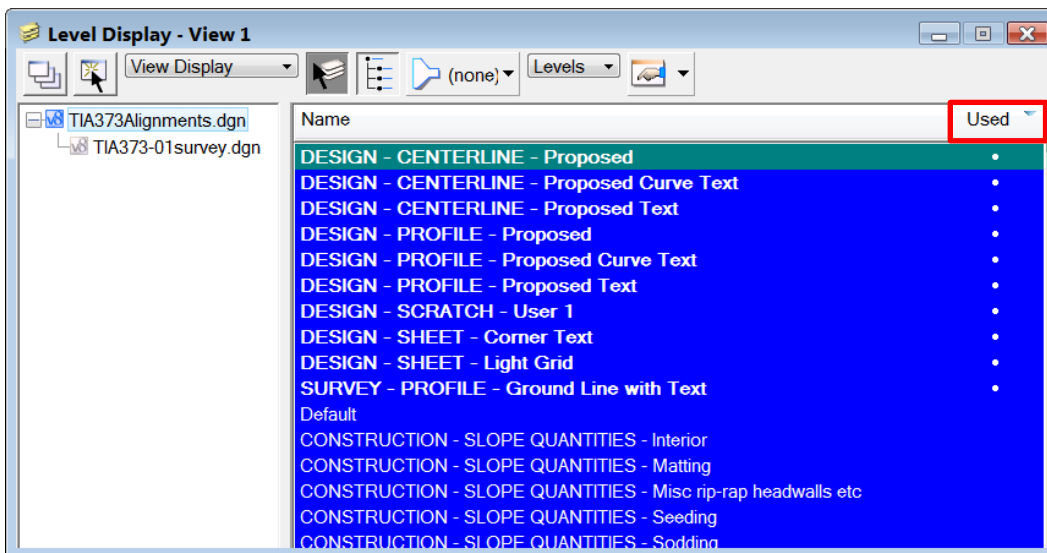 Level Display - View 1
View Display (none) Levels
TIA373Alignments.dgn
TIA373-01survey.dgn
Name Used
DESIGN - CENTERLINE - Proposed
DESIGN - CENTERLINE - Proposed Curve Text
DESIGN - CENTERLINE - Proposed Text
DESIGN - PROFILE - Proposed
DESIGN - PROFILE - Proposed Curve Text
DESIGN - PROFILE - Proposed Text
DESIGN - SCRATCH - User 1
DESIGN - SHEET - Corner Text
DESIGN - SHEET - Light Grid
SURVEY - PROFILE - Ground Line with Text
Default
CONSTRUCTION - SLOPE QUANTITIES - Interior
CONSTRUCTION - SLOPE QUANTITIES - Matting
CONSTRUCTION - SLOPE QUANTITIES - Misc rip-rap headwalls etc
CONSTRUCTION - SLOPE QUANTITIES - Seeding
CONSTRUCTION - SLOPE QUANTITIES - Sodding